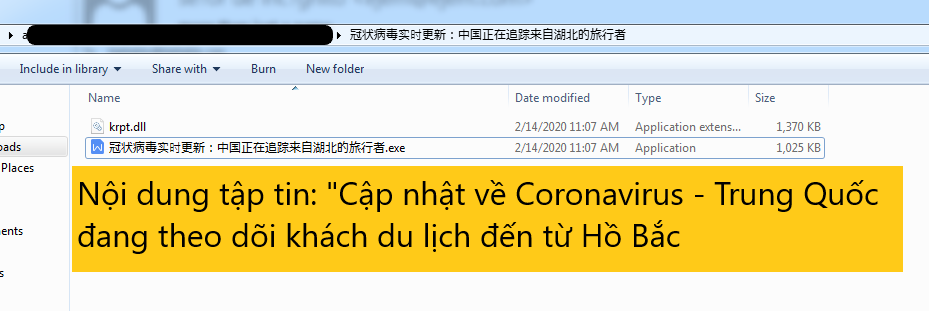 a
冠状病毒实时更新：中国正在追踪来自湖北的旅行者
Include in library Share with Burn New folder
Name Date modified Type Size
krpt.dll 2/14/2020 11:07 AM Application extens... 1,370 KB
冠状病毒实时更新：中国正在追踪来自湖北的旅行者.exe 2/14/2020 11:07 AM Application 1,025 KB
p
oads
Places
ents
s
Nội dung tập tin: "Cập nhật về Coronavirus - Trung Quốc
đang theo dõi khách du lịch đến từ Hồ Bắc